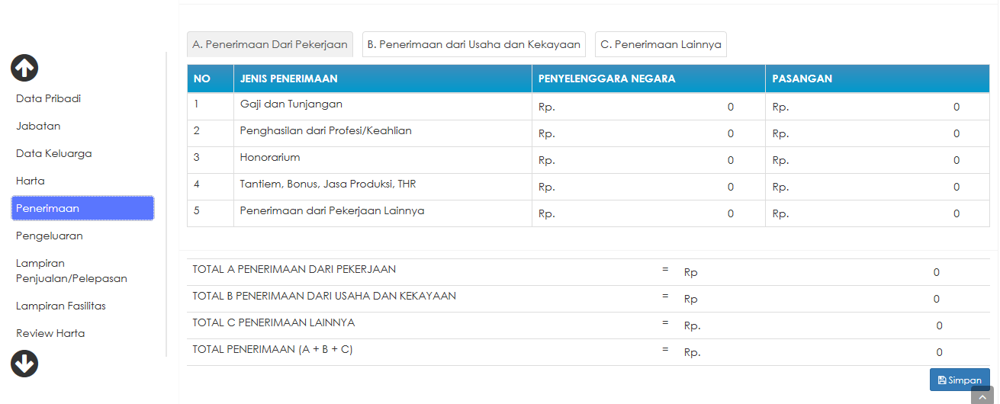 Data Pribadi
Jabatan
Data Keluarga
Harta
Penerimaan
Pengeluaran
Lampiran
Penjualan/Pelepasan
Lampiran Fasilitas
Review Harta
A. Penerimaan Dari Pekerjaan B. Penerimaan dari Usaha dan Kekayaan C. Penerimaan Lainnya
NO JENIS PENERIMAAN PENYELENGGARA NEGARA PASANGAN
1 Gaji dan Tunjangan Rp. 0 Rp. 0
2 Penghasilan dari Profesi/Keahlian Rp. 0 Rp. 0
3 Honorarium Rp. 0 Rp. 0
4 Tantiem, Bonus, Jasa Produksi, THR Rp. 0 Rp. 0
5 Penerimaan dari Pekerjaan Lainnya Rp. 0 Rp. 0
TOTAL A PENERIMAAN DARI PEKERJAAN = Rp 0
TOTAL B PENERIMAAN DARI USAHA DAN KEKAYAAN = Rp 0
TOTAL C PENERIMAAN LAINNYA = Rp. 0
TOTAL PENERIMAAN (A + B + C) = Rp. 0
Simpan